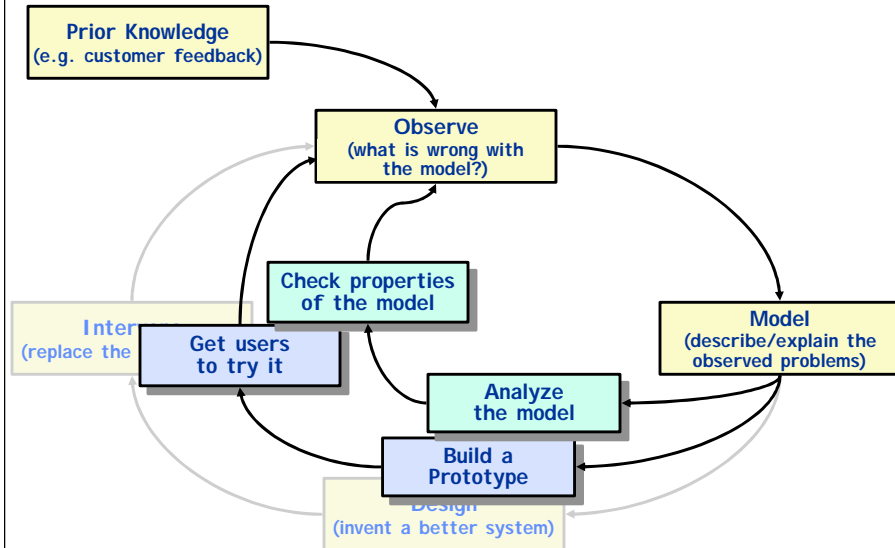 Prior Knowledge
(e.g. customer feedback)
Observe
(what is wrong with
the model?)
Check properties
of the model
(replace the
Get users
to try it
Model
(describe/explain the
observed problems)
Analyze
the model
Build a
Prototype
Design
(invent a better system)